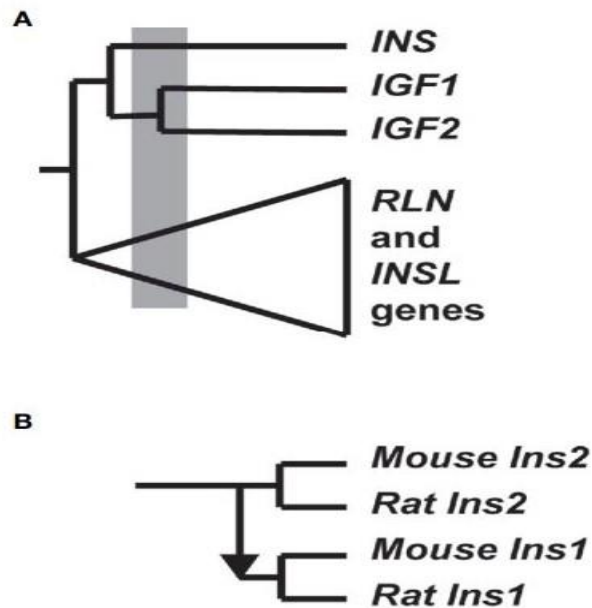 A
INS
IGF1
IGF2
RLN
and
INSL
genes
B
Mouse Ins2
Rat Ins2
Mouse Ins1
Rat Ins1